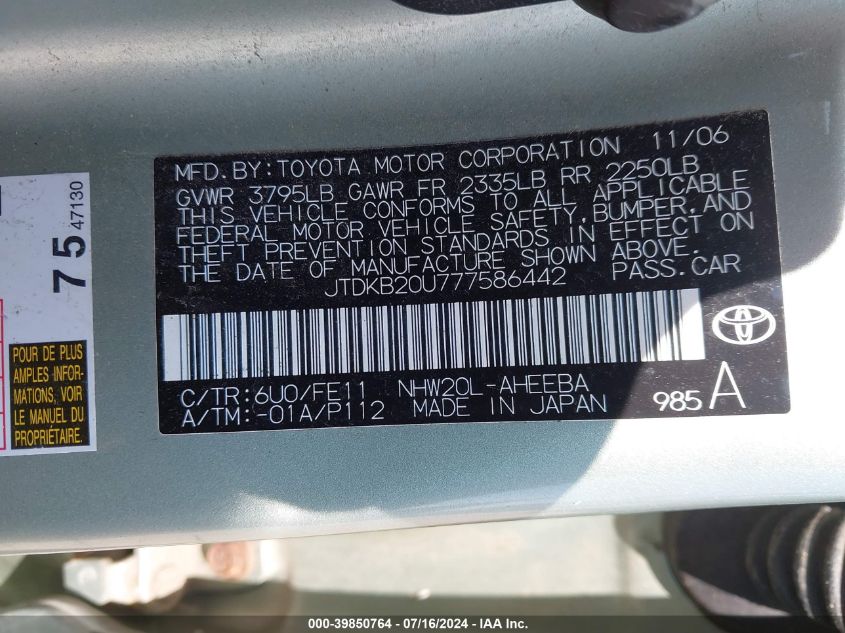 MFD. BY: TOYOTA MOTOR CORPORATION 11/06
GVWR 3795LB GAWR FR 2335LB RR 2250LB
THIS VEHICLE CONFORMS TO ALL APPLICABLE
FEDERAL MOTOR VEHICLE SAFETY, BUMPER, AND
THEFT PREVENTION STANDARDS IN EFFECT ON
THE DATE OF MANUFACTURE SHOWN ABOVE.
JTDKB20U777586442 PASS. CAR
C/TR: 6U0/FE11 NHW20L-AHEEBA
A/TM: -01A/P112 MADE IN JAPAN
985 A
75
47130
POUR DE PLUS
AMPLES INFOR-
MATIONS, VOIR
LE MANUEL DU
PROPRIÉTAIRE.
000-39850764 / 07/16/2024 - IAA Inc.